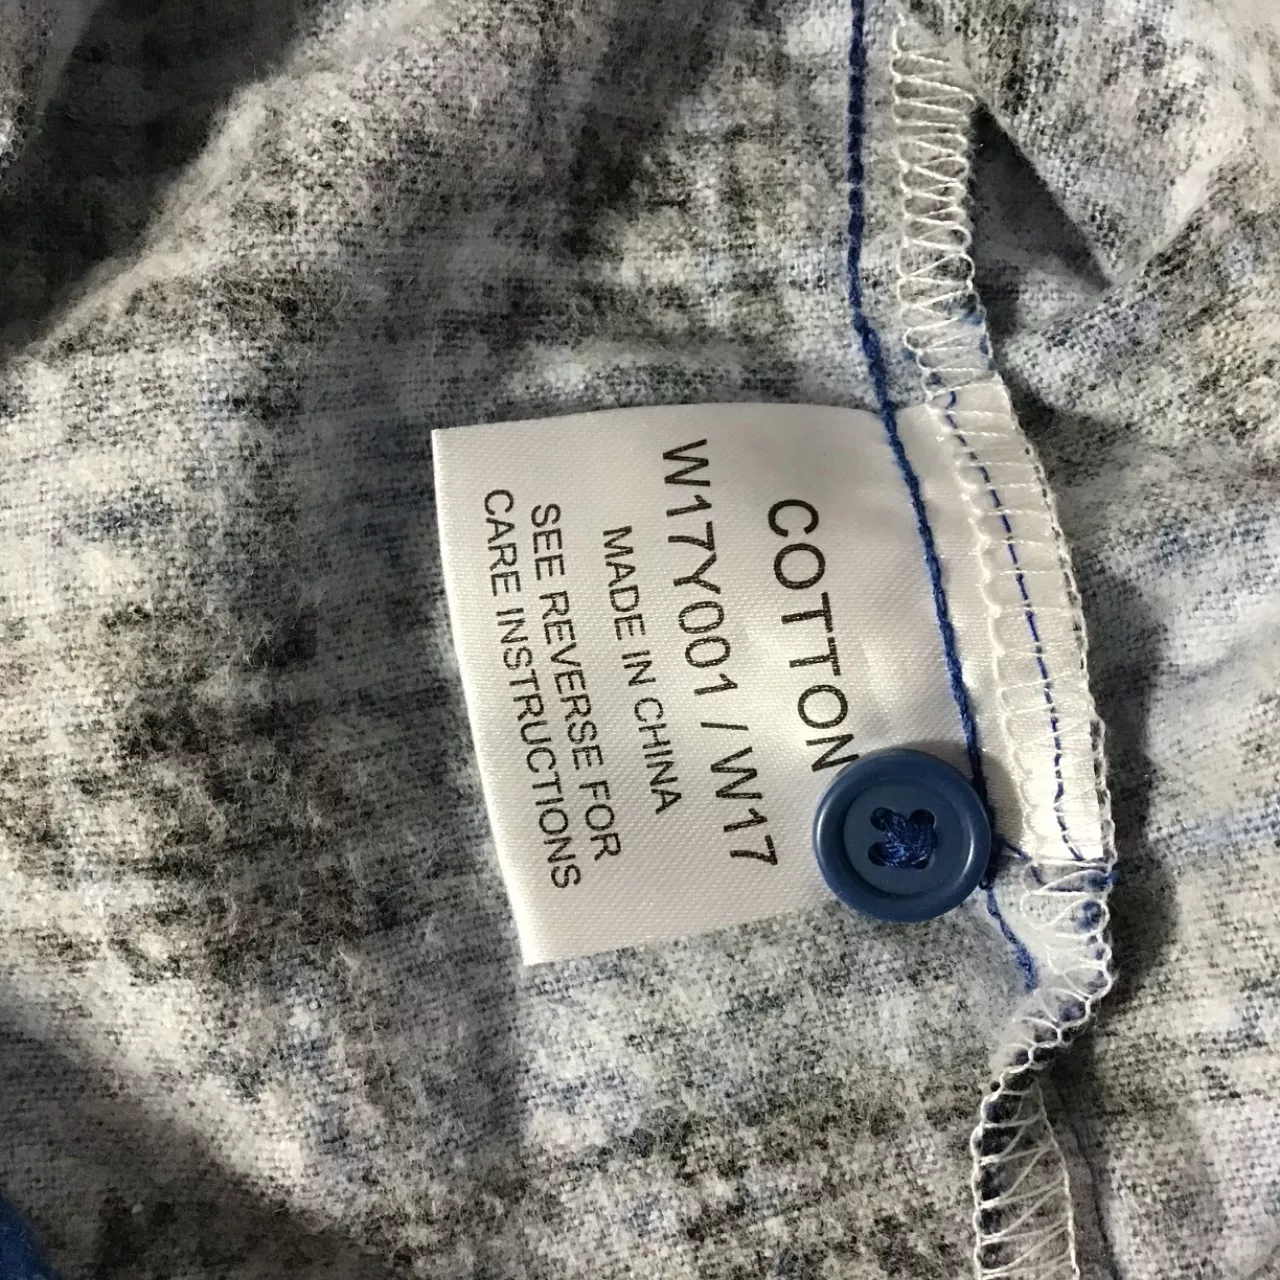 COTTON
W17Y001 / W17
MADE IN CHINA
SEE REVERSE FOR
CARE INSTRUCTIONS